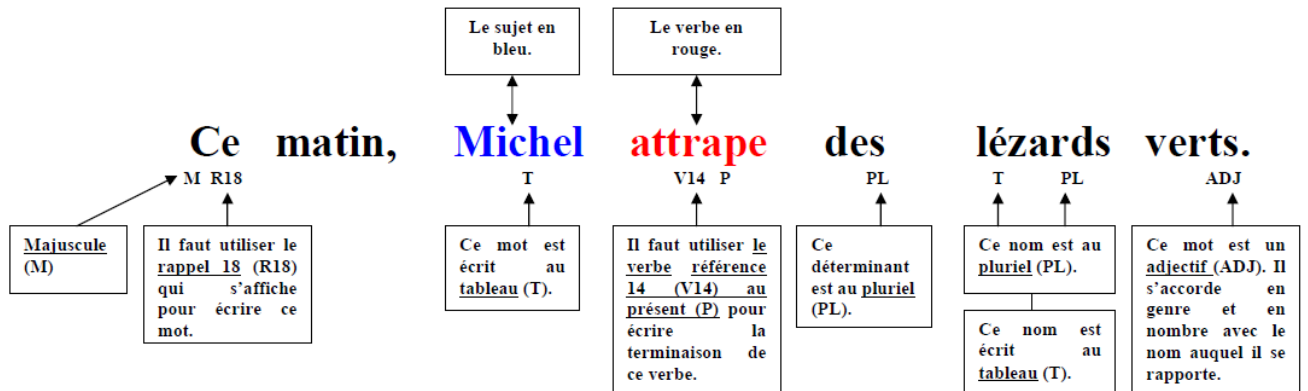 Le sujet en
bleu.
Le verbe en
rouge.
Ce matin, Michel attrape des lézards verts.
M R18 T V14 P PL T PL ADJ
Majuscule
(M)
Il faut utiliser le
rappel 18 (R18)
qui s’affiche
pour écrire ce
mot.
Ce mot est
écrit au
tableau (T).
Il faut utiliser le
verbe référence
14 (V14) au
présent (P) pour
écrire la
terminaison de
ce verbe.
Ce
déterminant
est au pluriel
(PL).
Ce nom est au
pluriel (PL).
Ce nom est
écrit au
tableau (T).
Ce mot est un
adjectif (ADJ). Il
s’accorde en
genre et en
nombre avec le
nom auquel il se
rapporte.